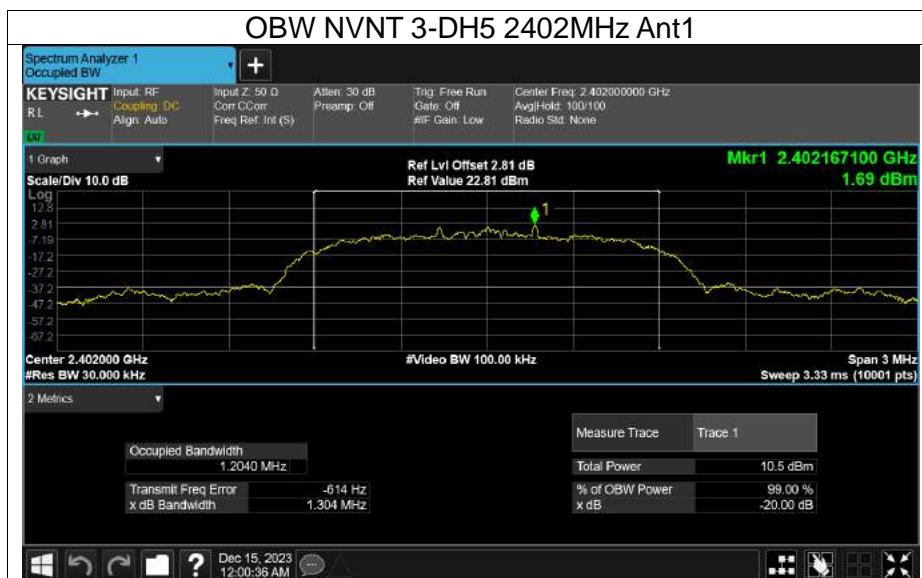 OBW NVNT 3-DH5 2402MHz Ant1
Spectrum Analyzer 1
Occupied BW
+
KEYSIGHT Input: RF Input Z: 50 Ω Atten: 30 dB Trig: Free Run Center Freq: 2.402000000 GHz
R L Coupling: DC Corr CCorr Preamp: Off Gate: Off Avg|Hold: 100/100
Align: Auto Freq Ref: Int (S) #IF Gain: Low Radio Std: None
LXI
1 Graph Ref Lvl Offset 2.81 dB Mkr1 2.402167100 GHz
Scale/Div 10.0 dB Ref Value 22.81 dBm 1.69 dBm
Log
12.8
1
2.81
-7.19
-17.2
-27.2
-37.2
-47.2
-57.2
-67.2
Center 2.402000 GHz #Video BW 100.00 kHz Span 3 MHz
#Res BW 30.000 kHz Sweep 3.33 ms (10001 pts)
2 Metrics
Measure Trace Trace 1
Occupied Bandwidth
1.2040 MHz Total Power 10.5 dBm
Transmit Freq Error -614 Hz % of OBW Power 99.00 %
x dB Bandwidth 1.304 MHz x dB -20.00 dB
? Dec 15, 2023
12:00:36 AM